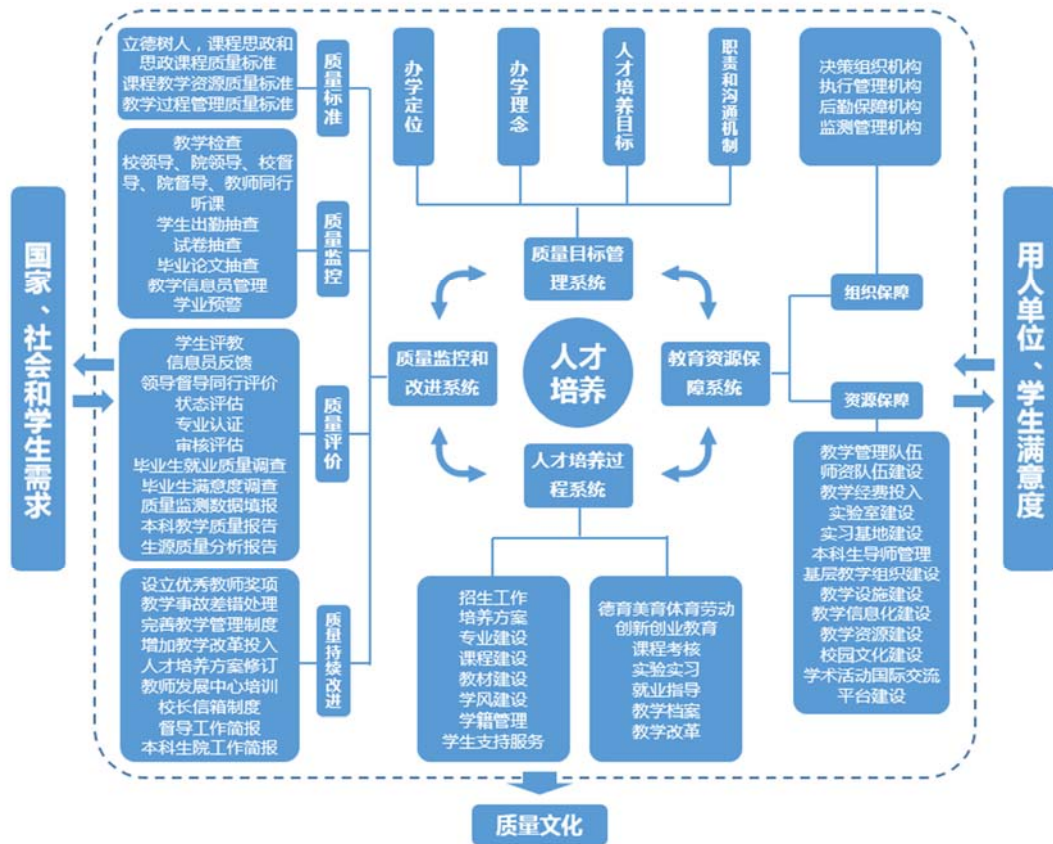 国家、社会和学生需求
立德树人，课程思政和
思政课程质量标准
课程教学资源质量标准
教学过程管理质量标准
质量标准
教学检查
校领导、院领导、校督
导、院督导、教师同行
听课
学生出勤抽查
试卷抽查
毕业论文抽查
教学信息员管理
学业预警
质量监控
学生评教
信息员反馈
领导督导同行评价
状态评估
专业认证
审核评估
毕业生就业质量调查
毕业生满意度调查
质量监测数据填报
本科教学质量报告
生源质量分析报告
质量评价
设立优秀教师奖项
教学事故差错处理
完善教学管理制度
增加教学改革投入
人才培养方案修订
教师发展中心培训
校长信箱制度
督导工作简报
本科生院工作简报
质量持续改进
办学定位
办学理念
人才培养目标
职责和沟通机制
质量目标管
理系统
质量监控和
改进系统
人才
培养
教育资源保
障系统
人才培养过
程系统
招生工作
培养方案
专业建设
课程建设
教材建设
学风建设
学籍管理
学生支持服务
德育美育体育劳动
创新创业教育
课程考核
实验实习
就业指导
教学档案
教学改革
决策组织机构
执行管理机构
后勤保障机构
监测管理机构
组织保障
资源保障
教学管理队伍
师资队伍建设
教学经费投入
实验室建设
实习基地建设
本科生导师管理
基层教学组织建设
教学设施建设
教学信息化建设
教学资源建设
校园文化建设
学术活动国际交流
平台建设
用人单位、学生满意度
质量文化